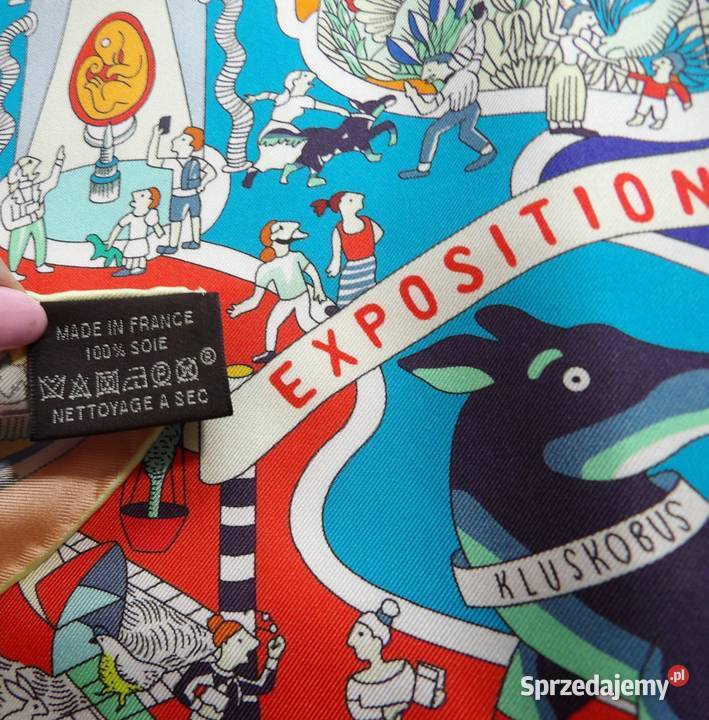 EXPOSITION
MADE IN FRANCE
100% SOIE
®
NETTOYAGE A SEC
KLUSKOBUS
Sprzedajemy.pl